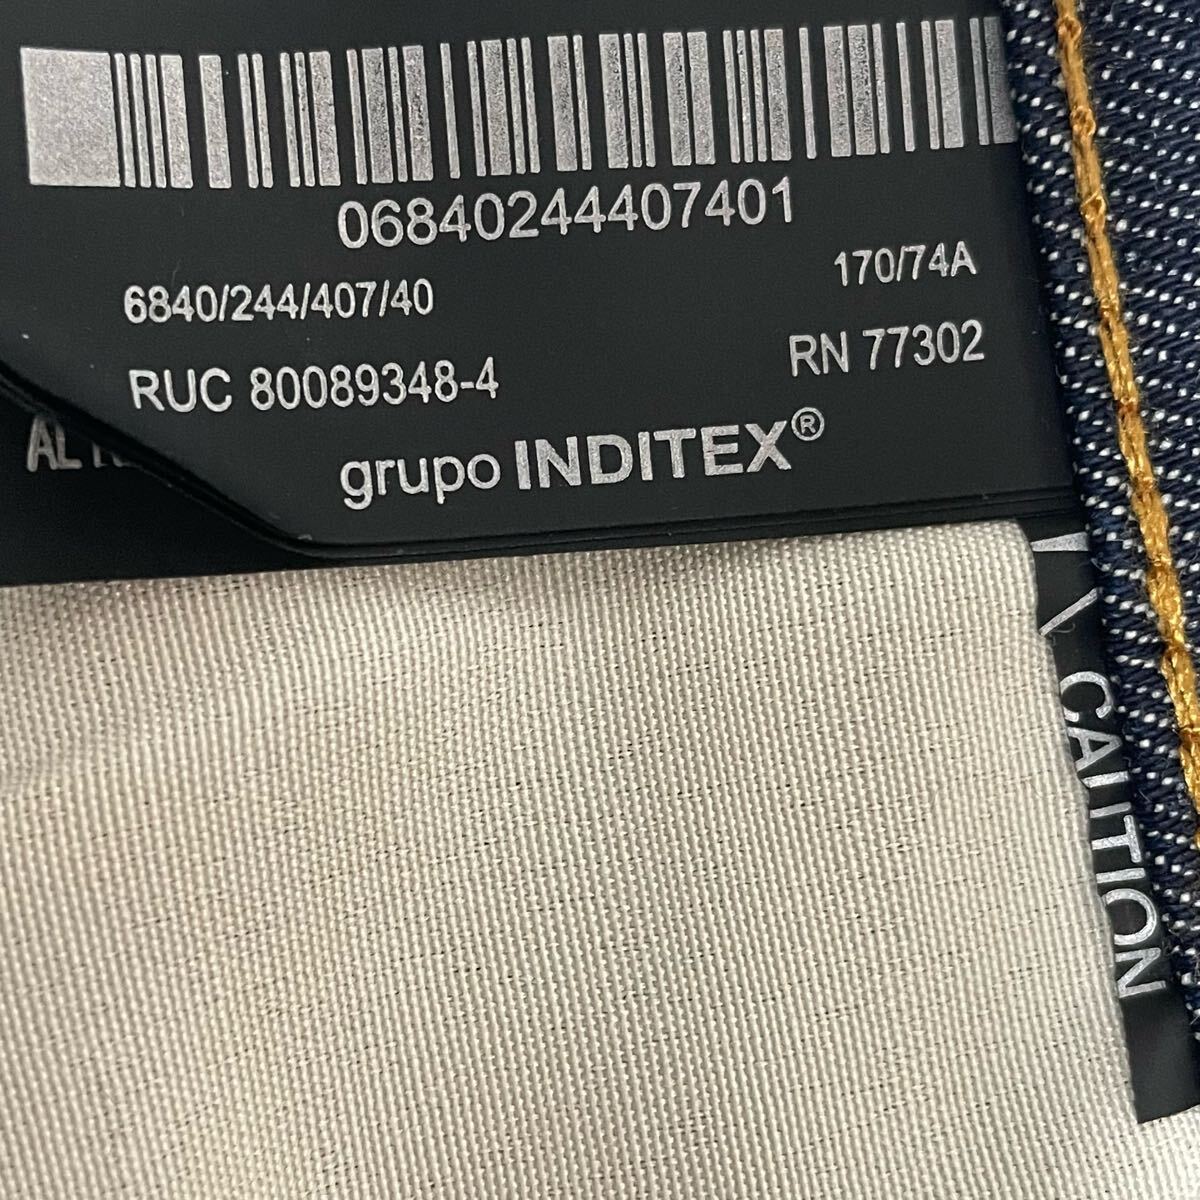 06840244407401
6840/244/407/40 170/74A
RUC 80089348-4 RN 77302
grupo INDITEX®
CAUTION